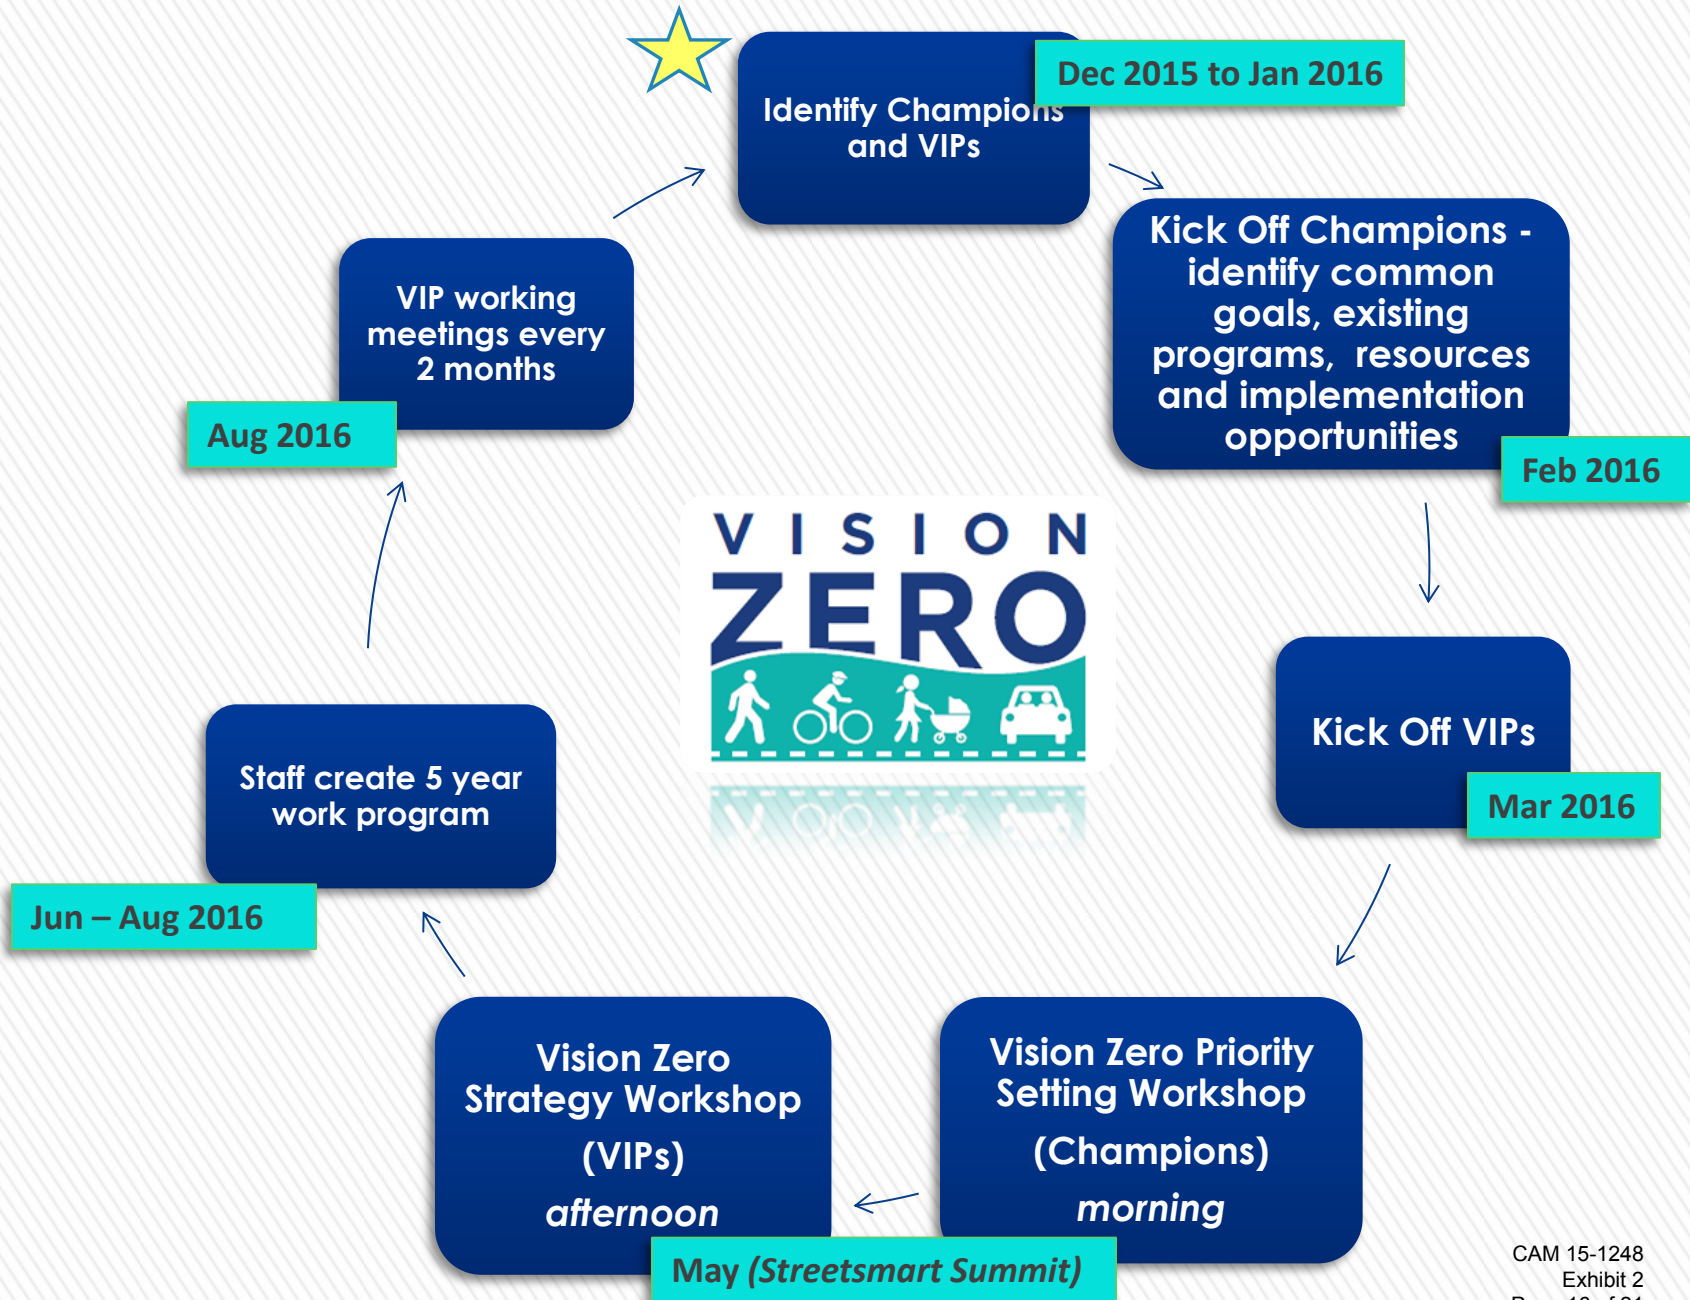 Identify Champions
and VIPs
Dec 2015 to Jan 2016
Kick Off Champions -
identify common
goals, existing
programs, resources
and implementation
opportunities
Feb 2016
Kick Off VIPs
Mar 2016
Vision Zero Priority
Setting Workshop
(Champions)
morning
Vision Zero
Strategy Workshop
(VIPs)
afternoon
May (Streetsmart Summit)
Staff create 5 year
work program
Jun – Aug 2016
VIP working
meetings every
2 months
Aug 2016
VISION
ZERO
CAM 15-1248
Exhibit 2